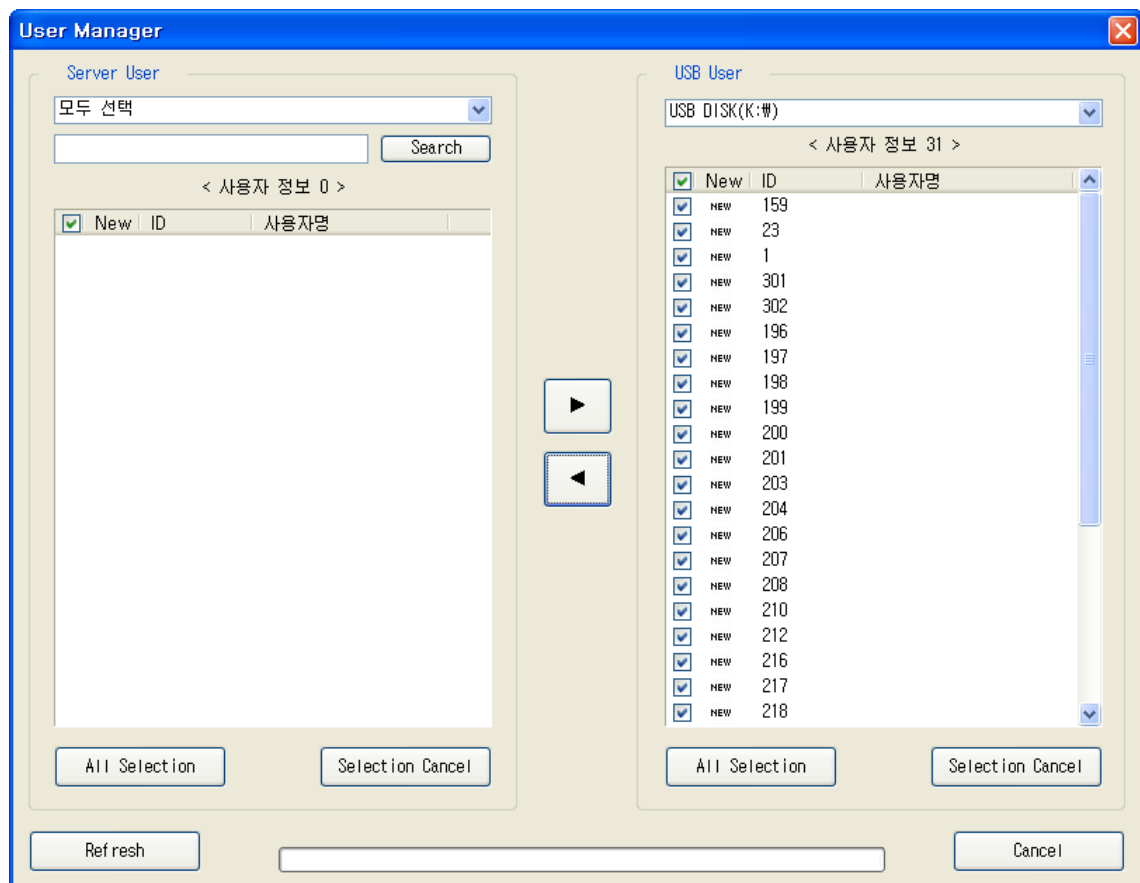 User Manager
Server User
모두 선택
Search
< 사용자 정보 0 >
New ID 사용자명
All Selection Selection Cancel
USB User
USB DISK(K:₩)
< 사용자 정보 31 >
New ID 사용자명
NEW 159
NEW 23
NEW 1
NEW 301
NEW 302
NEW 196
NEW 197
NEW 198
NEW 199
NEW 200
NEW 201
NEW 203
NEW 204
NEW 206
NEW 207
NEW 208
NEW 210
NEW 212
NEW 216
NEW 217
NEW 218
All Selection Selection Cancel
Refresh Cancel